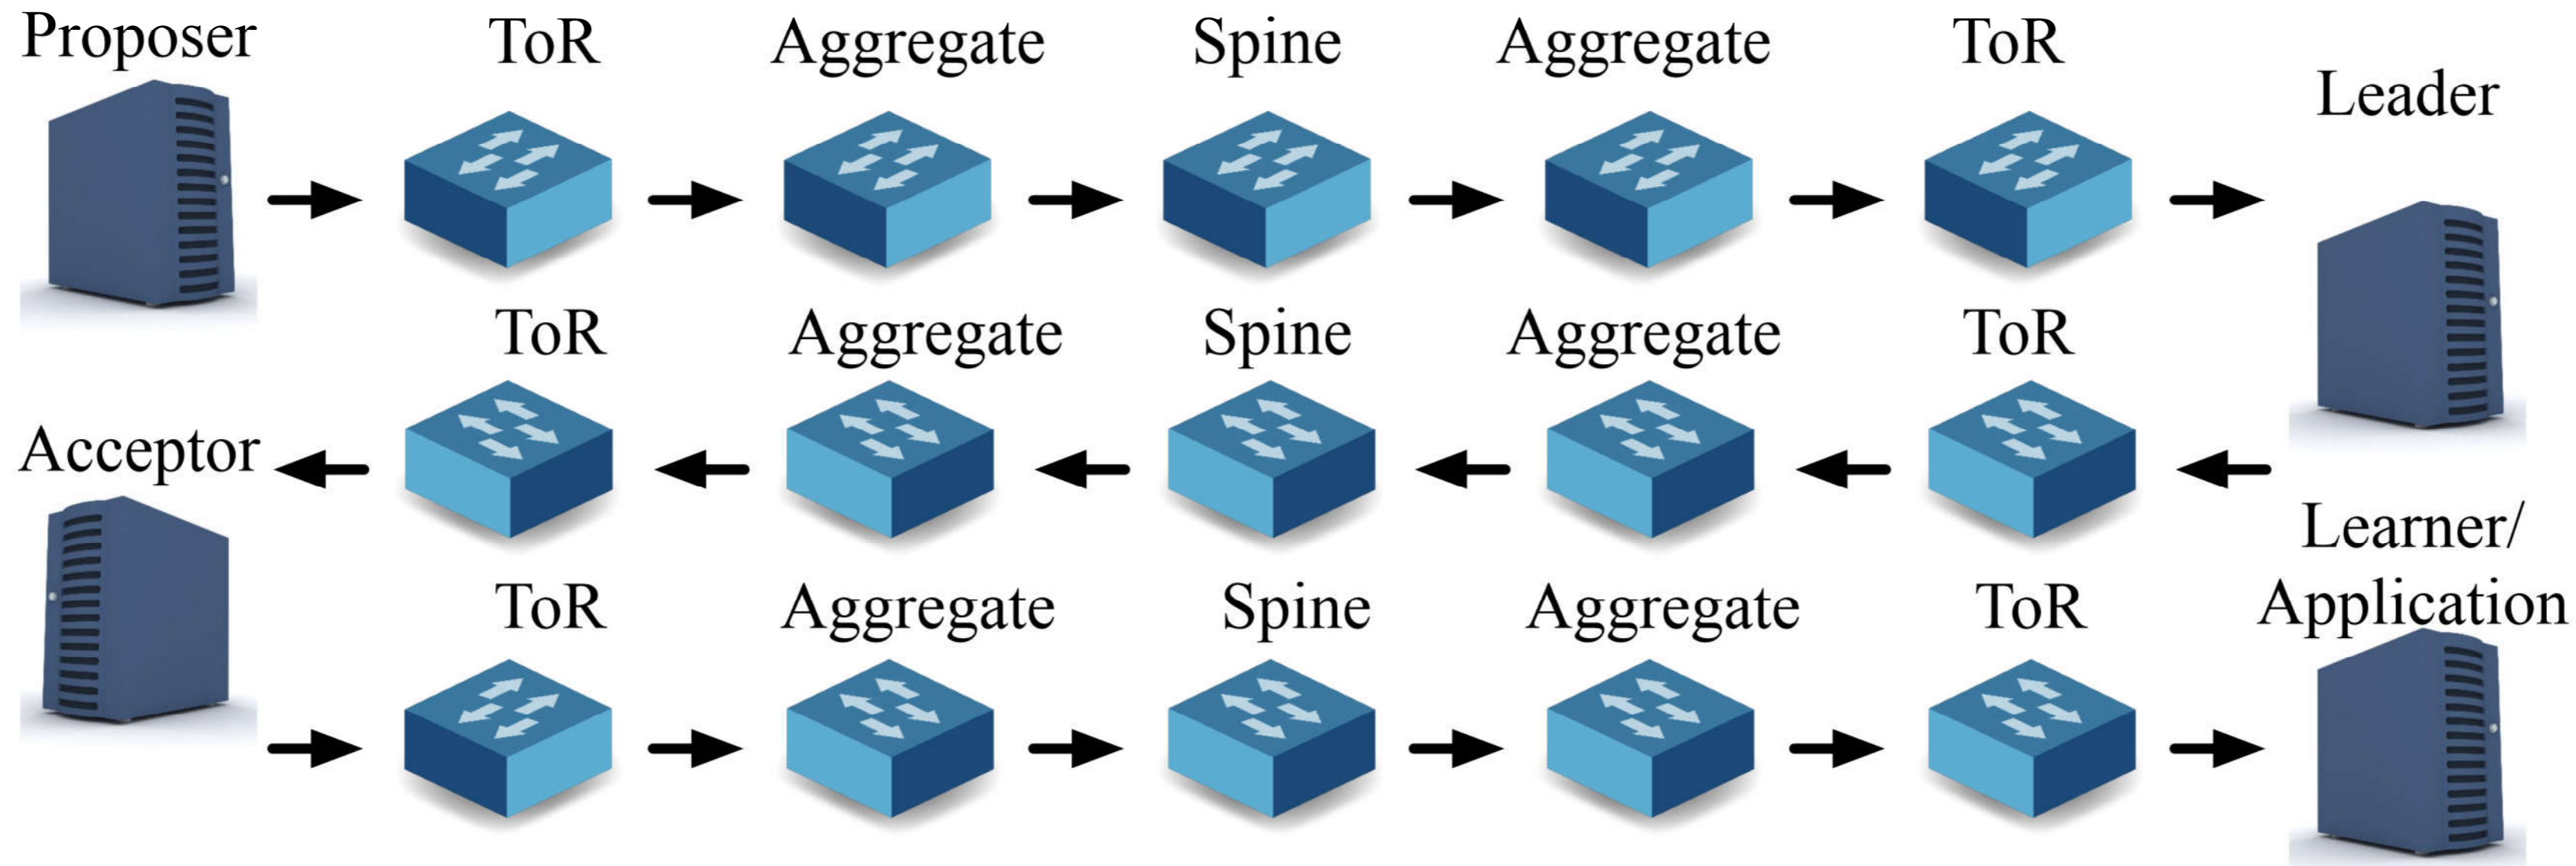 Proposer
ToR
Aggregate
Spine
Aggregate
ToR
Leader
ToR
Aggregate
Spine
Aggregate
ToR
Acceptor
Learner/
Application
ToR
Aggregate
Spine
Aggregate
ToR